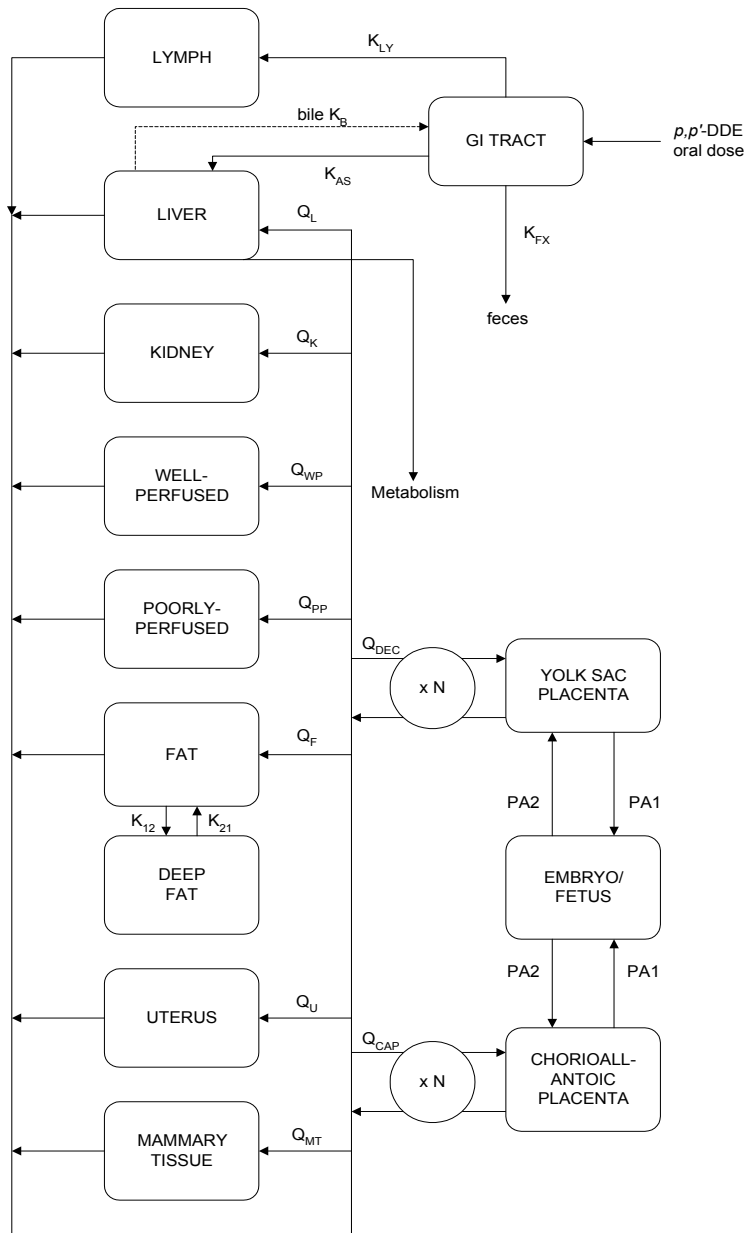 K_LY
LYMPH
bile K_B
GI TRACT
p,p'-DDE
oral dose
K_AS
LIVER
Q_L
K_FX
feces
KIDNEY
Q_K
WELL-
PERFUSED
Q_WP
Metabolism
POORLY-
PERFUSED
Q_PP
Q_DEC
x N
YOLK SAC
PLACENTA
FAT
Q_F
PA2
PA1
K_12
K_21
DEEP
FAT
EMBRYO/
FETUS
PA2
PA1
UTERUS
Q_U
Q_CAP
x N
CHORIOALL-
ANTOIC
PLACENTA
MAMMARY
TISSUE
Q_MT